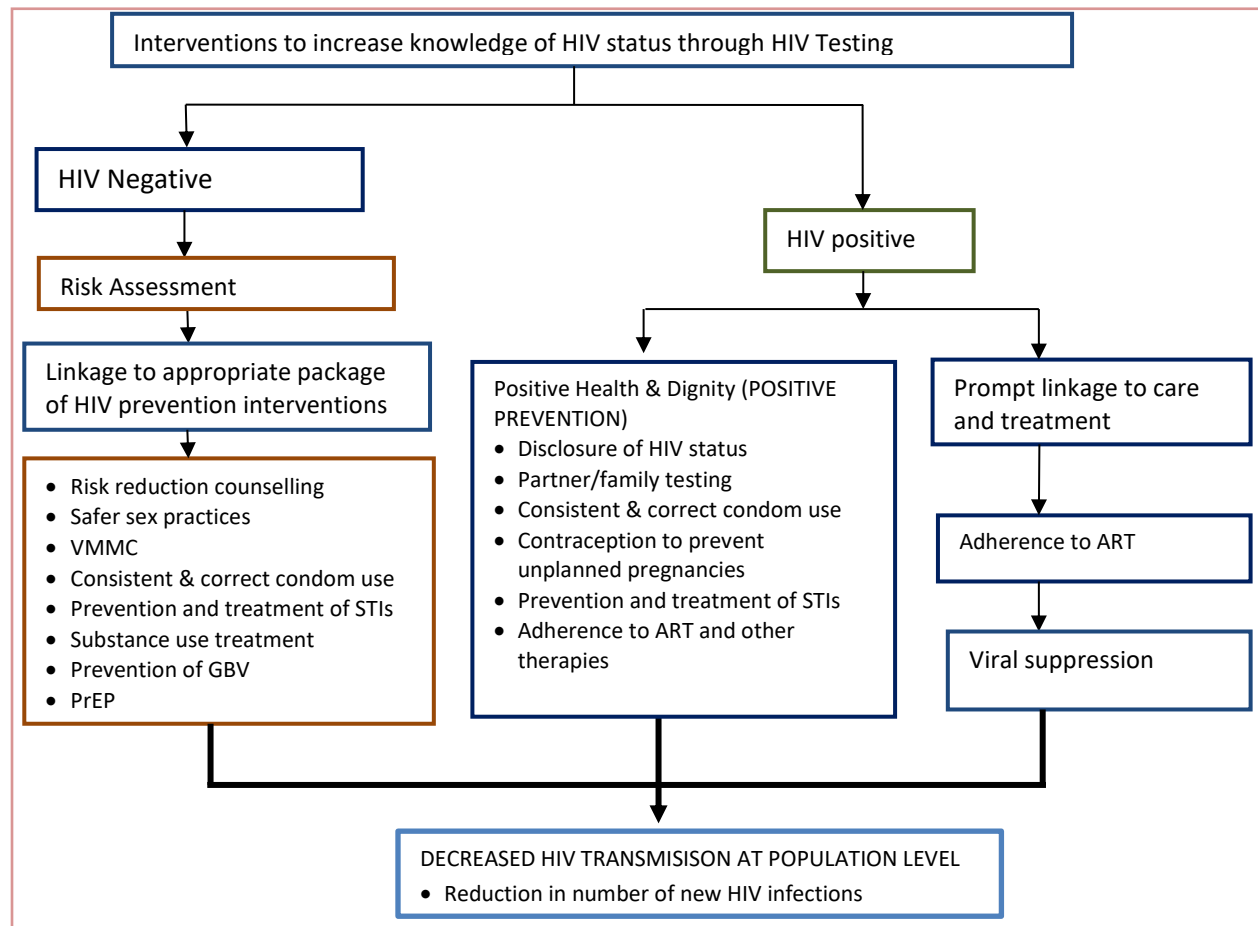 Interventions to increase knowledge of HIV status through HIV Testing
HIV Negative
Risk Assessment
Linkage to appropriate package
of HIV prevention interventions
• Risk reduction counselling
• Safer sex practices
• VMMC
• Consistent & correct condom use
• Prevention and treatment of STIs
• Substance use treatment
• Prevention of GBV
• PrEP
HIV positive
Positive Health & Dignity (POSITIVE
PREVENTION)
• Disclosure of HIV status
• Partner/family testing
• Consistent & correct condom use
• Contraception to prevent
unplanned pregnancies
• Prevention and treatment of STIs
• Adherence to ART and other
therapies
Prompt linkage to care
and treatment
Adherence to ART
Viral suppression
DECREASED HIV TRANSMISISON AT POPULATION LEVEL
• Reduction in number of new HIV infections